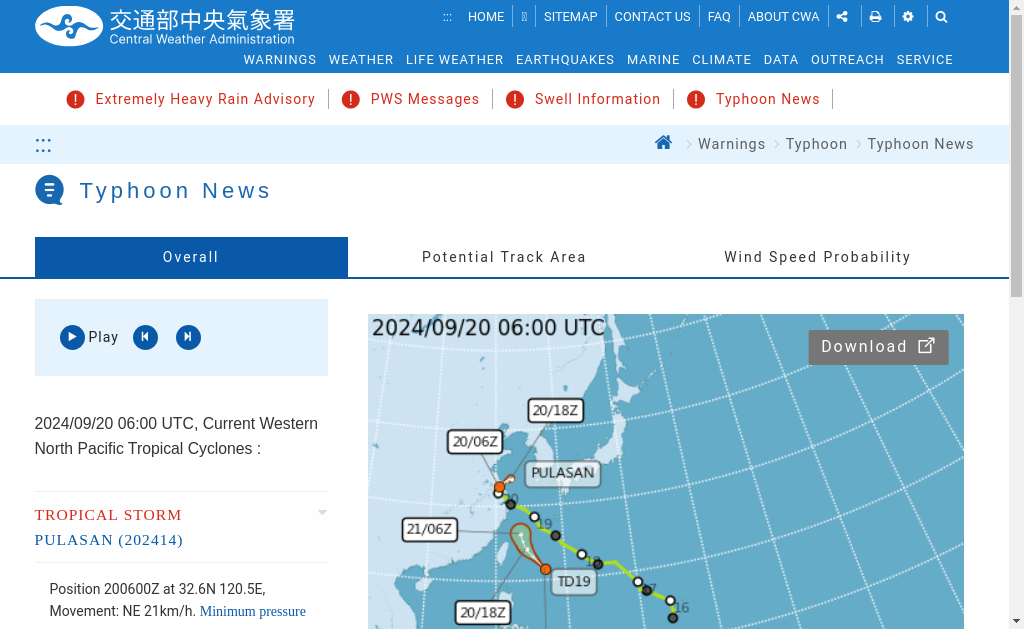 交通部中央氣象署
Central Weather Administration
::: HOME SITEMAP CONTACT US FAQ ABOUT CWA
WARNINGS WEATHER LIFE WEATHER EARTHQUAKES MARINE CLIMATE DATA OUTREACH SERVICE
Extremely Heavy Rain Advisory PWS Messages Swell Information Typhoon News
::: Warnings Typhoon Typhoon News
Typhoon News
Overall Potential Track Area Wind Speed Probability
Play
2024/09/20 06:00 UTC, Current Western
North Pacific Tropical Cyclones :
TROPICAL STORM
PULASAN (202414)
Position 200600Z at 32.6N 120.5E,
Movement: NE 21km/h. Minimum pressure
2024/09/20 06:00 UTC
Download
20/18Z
20/06Z
PULASAN
20
19
21/06Z
18
TD19
17
16
20/18Z